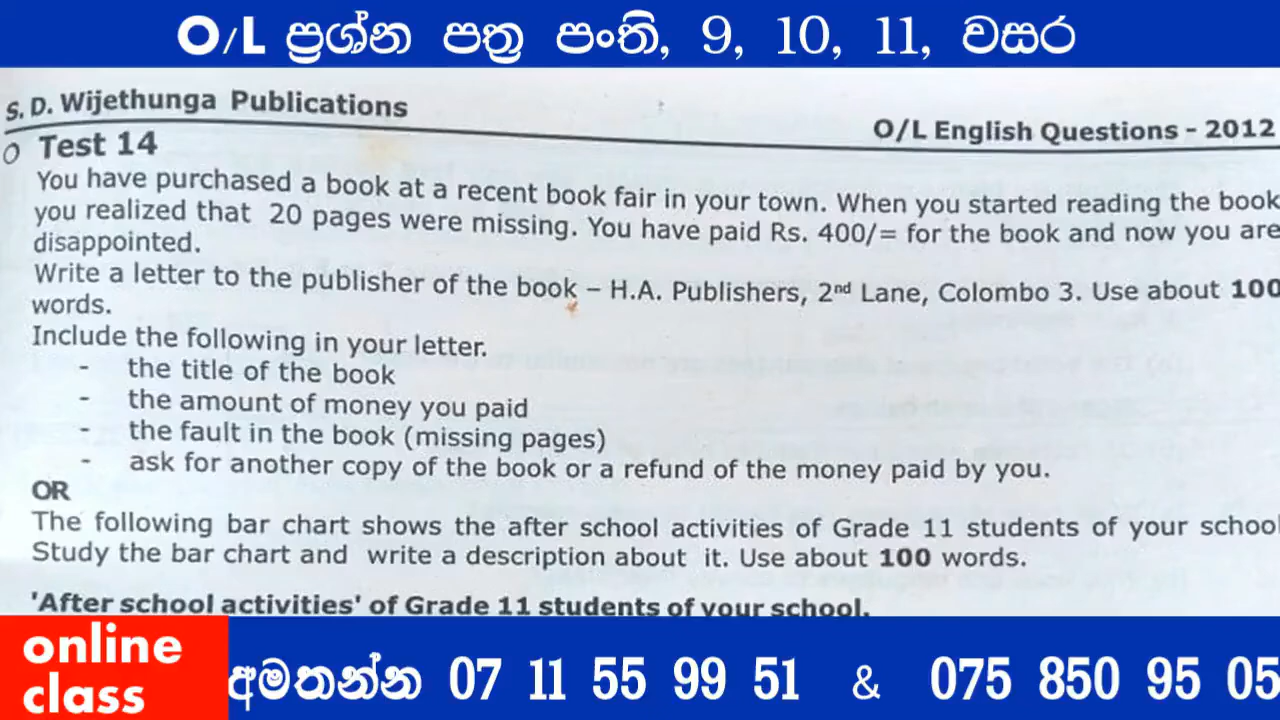 O/L ප්‍රශ්න පත්‍ර පංති, 9, 10, 11, වසර
S.D. Wijethunga Publications
O/L English Questions - 2012
Test 14
You have purchased a book at a recent book fair in your town. When you started reading the book
you realized that 20 pages were missing. You have paid Rs. 400/= for the book and now you are
disappointed.
Write a letter to the publisher of the book – H.A. Publishers, 2nd Lane, Colombo 3. Use about 100
words.
Include the following in your letter.
- the title of the book
- the amount of money you paid
- the fault in the book (missing pages)
- ask for another copy of the book or a refund of the money paid by you.
OR
The following bar chart shows the after school activities of Grade 11 students of your school
Study the bar chart and write a description about it. Use about 100 words.
'After school activities' of Grade 11 students of your school.
online
class
අමතන්න 07 11 55 99 51 & 075 850 95 05